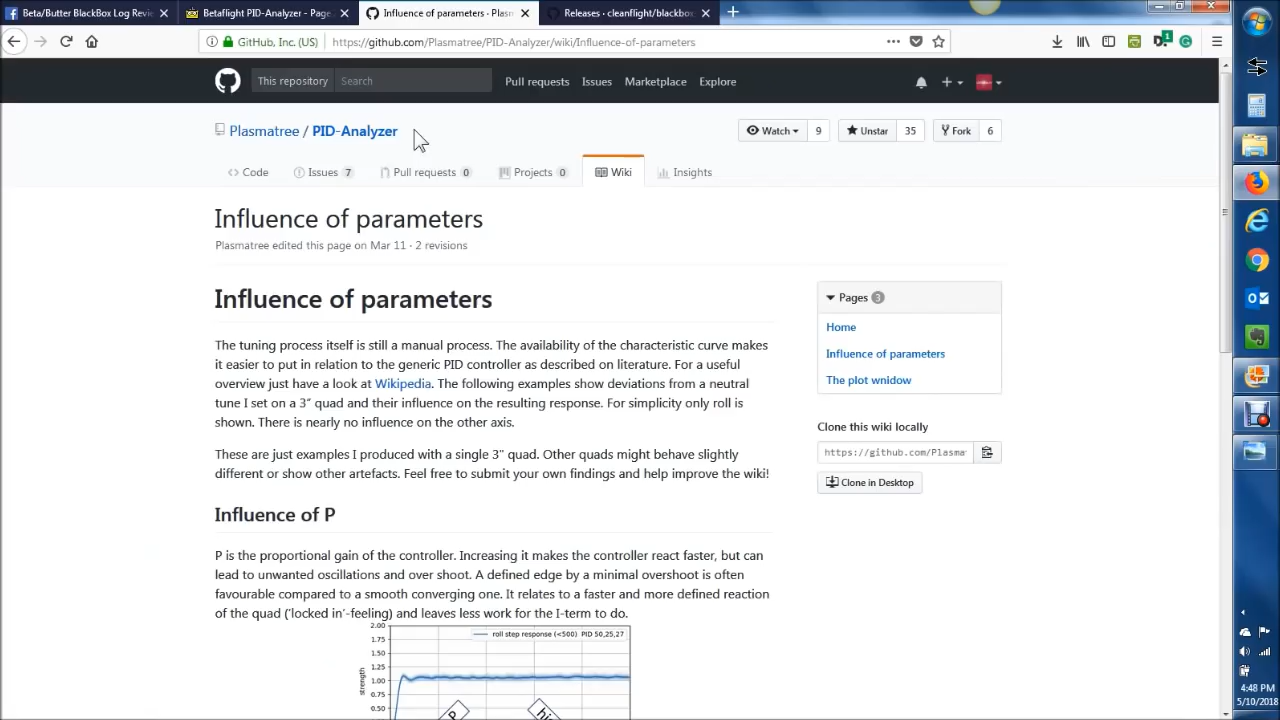 Beta/Butter BlackBox Log Revie
Betaflight PID-Analyzer - Page
Influence of parameters · Plasm
Releases · cleanflight/blackbox
GitHub, Inc. (US)
https://github.com/Plasmatree/PID-Analyzer/wiki/Influence-of-parameters
This repository
Search
Pull requests
Issues
Marketplace
Explore
Plasmatree / PID-Analyzer
Watch
9
Unstar
35
Fork
6
Code
Issues 7
Pull requests 0
Projects 0
Wiki
Insights
Influence of parameters
Plasmatree edited this page on Mar 11 · 2 revisions
Influence of parameters
The tuning process itself is still a manual process. The availability of the characteristic curve makes
it easier to put in relation to the generic PID controller as described on literature. For a useful
overview just have a look at Wikipedia. The following examples show deviations from a neutral
tune I set on a 3" quad and their influence on the resulting response. For simplicity only roll is
shown. There is nearly no influence on the other axis.
These are just examples I produced with a single 3" quad. Other quads might behave slightly
different or show other artefacts. Feel free to submit your own findings and help improve the wiki!
Influence of P
P is the proportional gain of the controller. Increasing it makes the controller react faster, but can
lead to unwanted oscillations and over shoot. A defined edge by a minimal overshoot is often
favourable compared to a smooth converging one. It relates to a faster and more defined reaction
of the quad ('locked in'-feeling) and leaves less work for the I-term to do.
2.00
1.75
1.50
1.25
1.00
0.75
0.50
strength
roll step response (<500) PID 50,25,27
P
hi
Pages 3
Home
Influence of parameters
The plot wnidow
Clone this wiki locally
https://github.com/Plasma
Clone in Desktop
4:48 PM
5/10/2018